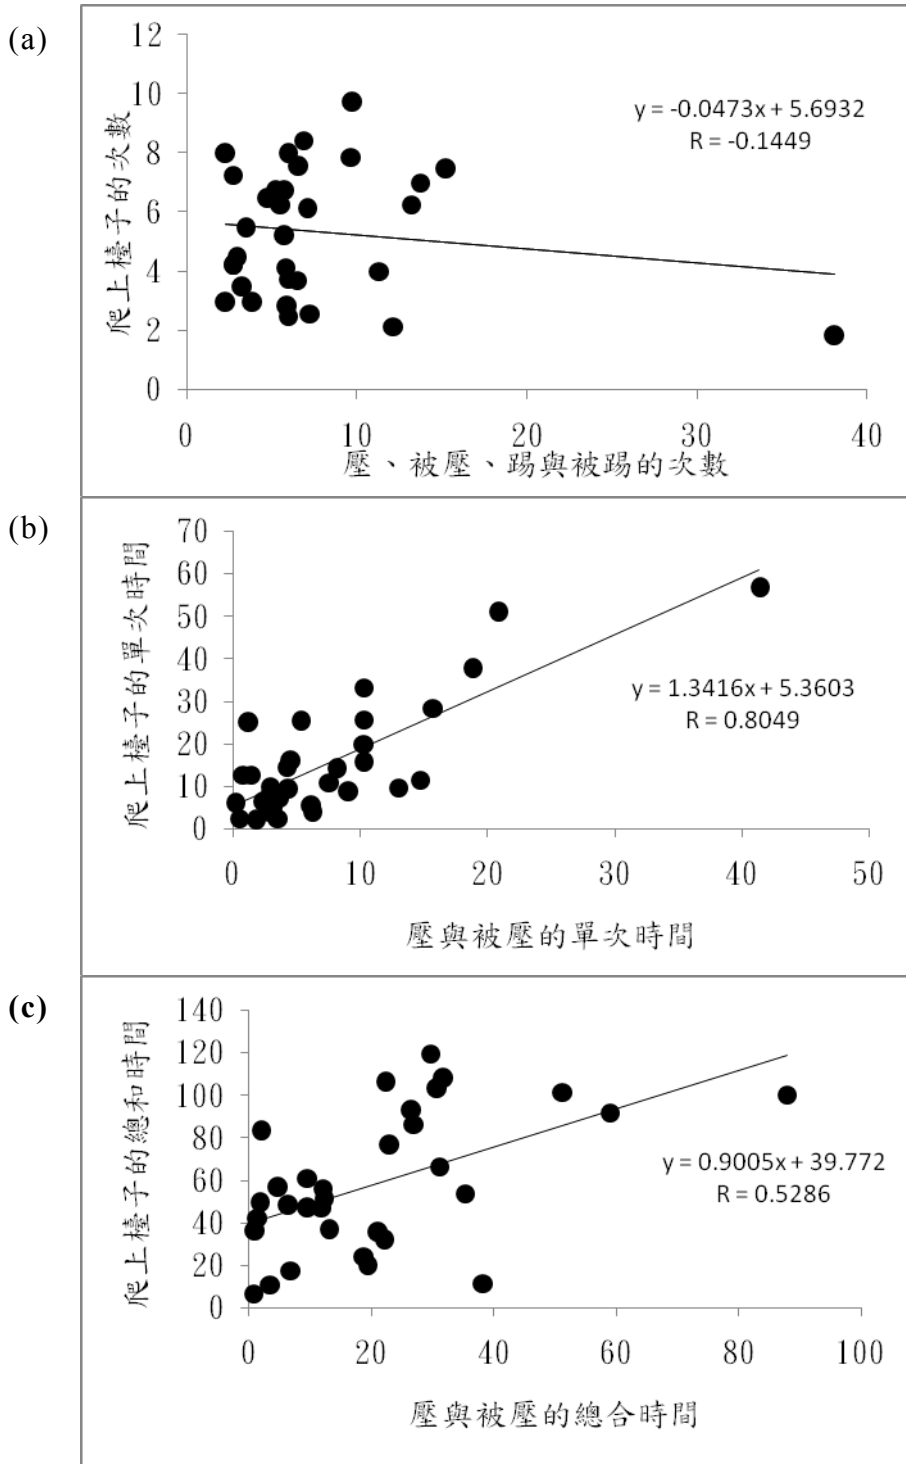 (a)
爬上檯子的次數
12
10
8
6
4
2
0
y = -0.0473x + 5.6932
R = -0.1449
0 10 20 30 40
壓、被壓、踢與被踢的次數
(b)
爬上檯子的單次時間
70
60
50
40
30
20
10
0
y = 1.3416x + 5.3603
R = 0.8049
0 10 20 30 40 50
壓與被壓的單次時間
(c)
爬上檯子的總和時間
140
120
100
80
60
40
20
0
y = 0.9005x + 39.772
R = 0.5286
0 20 40 60 80 100
壓與被壓的總合時間